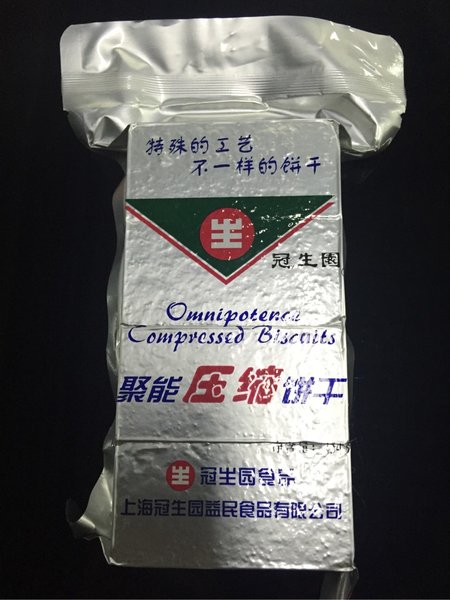 特殊的工艺
不一样的饼干
生
冠生園
Omnipotence
Compressed Biscuits
聚能压缩饼干
生 冠生园食品
上海冠生园益民食品有限公司